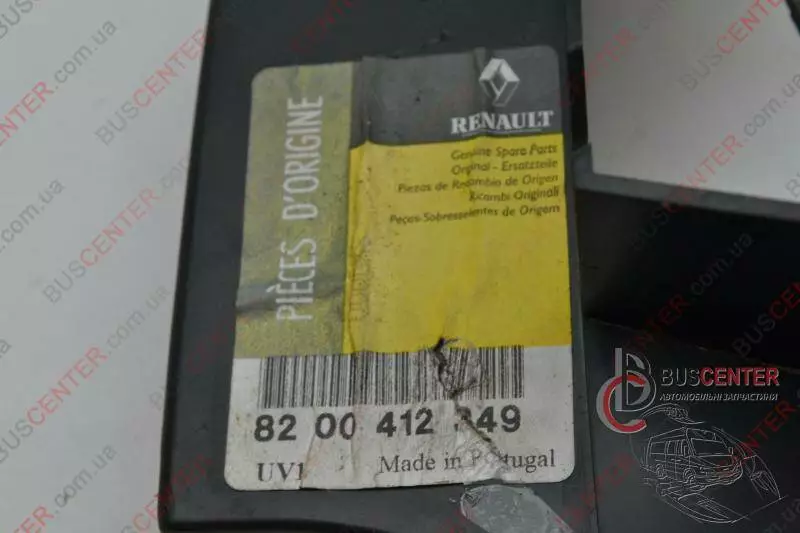 PIÈCES D'ORIGINE
RENAULT
Genuine Spare Parts
Original - Ersatzteile
Piezas de Recambio de Origen
Ricambi Originali
Peças Sobresselentes de Origem
82 00 412 349
UV1 Made in Portugal
BUSCENTER
АВТОМОБІЛЬНІ ЗАПЧАСТИНИ
BUSCENTER.com.ua